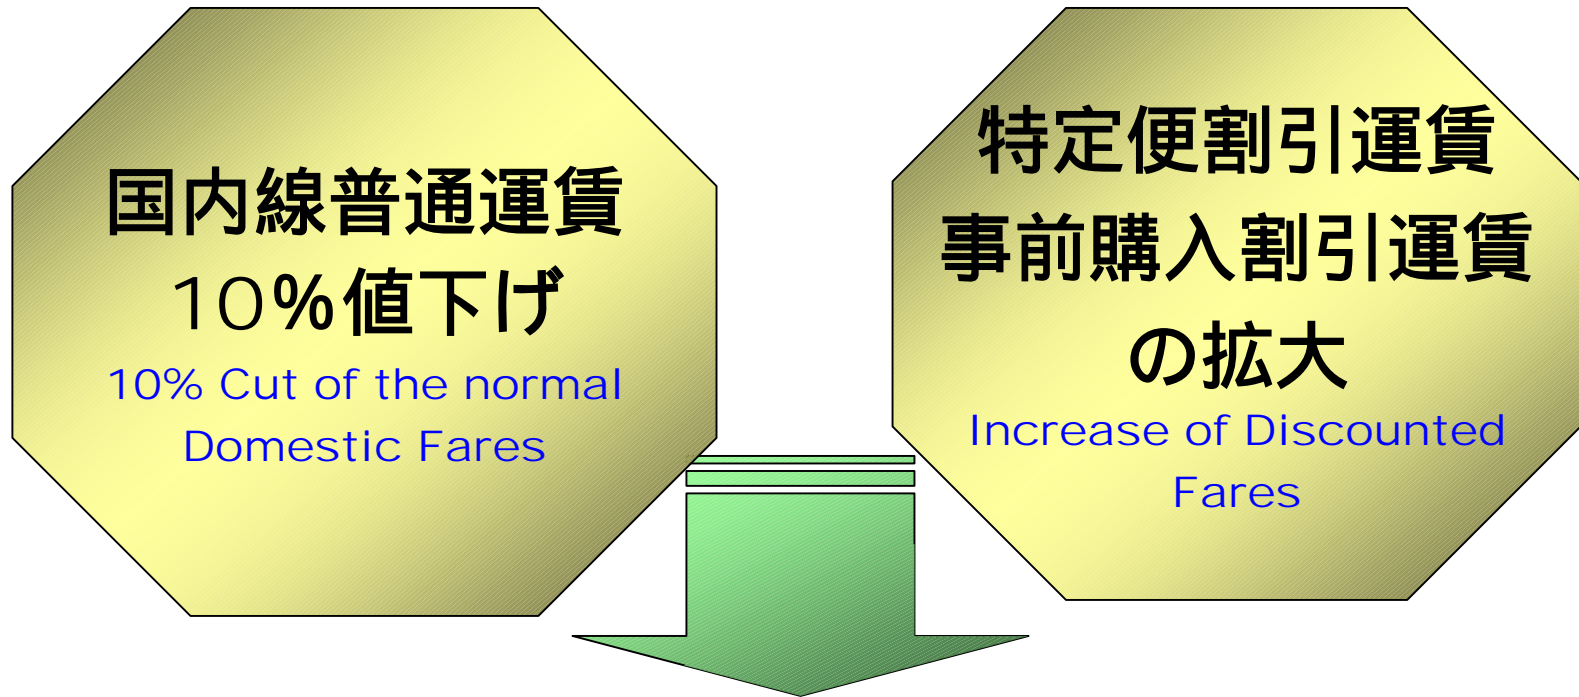 国内線普通運賃
10%値下げ
10% Cut of the normal
Domestic Fares
特定便割引運賃
事前購入割引運賃
の拡大
Increase of Discounted
Fares